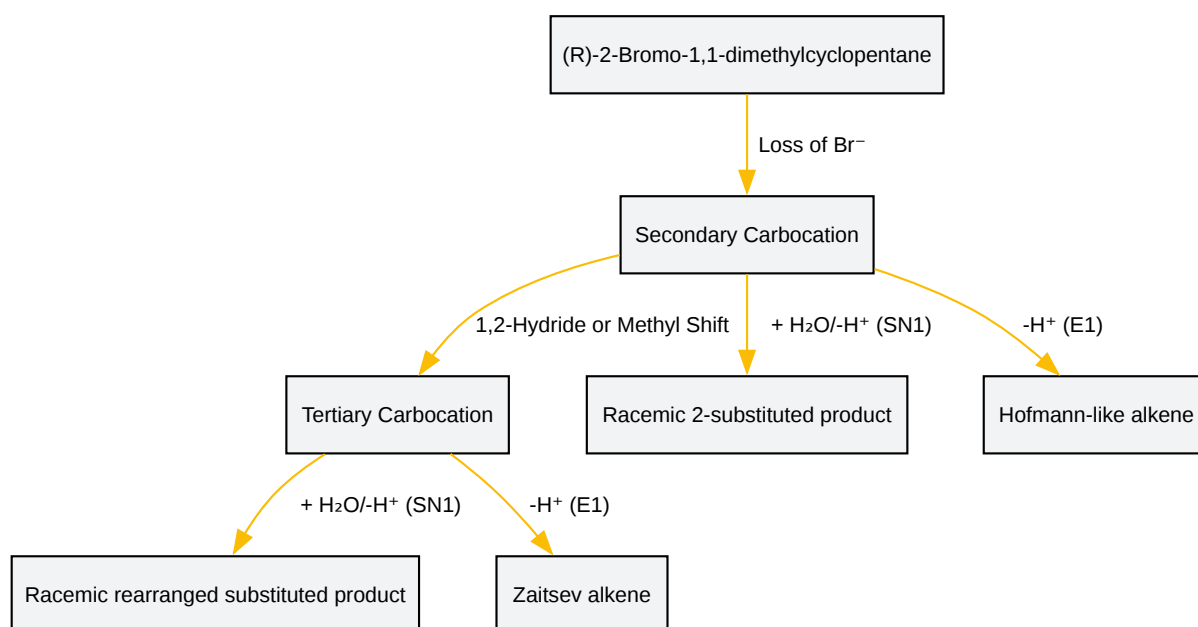 (R)-2-Bromo-1,1-dimethylcyclopentane
Loss of Br⁻
Secondary Carbocation
1,2-Hydride or Methyl Shift
+ H₂O/-H⁺ (SN1)
-H⁺ (E1)
Tertiary Carbocation
Racemic 2-substituted product
Hofmann-like alkene
+ H₂O/-H⁺ (SN1)
-H⁺ (E1)
Racemic rearranged substituted product
Zaitsev alkene